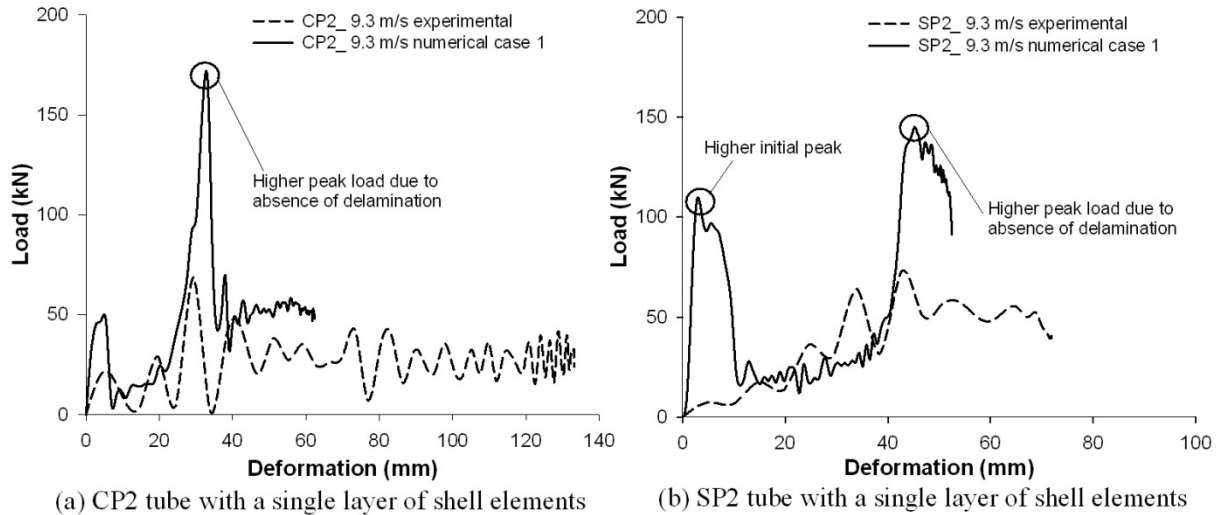 CP2_ 9.3 m/s experimental
CP2_ 9.3 m/s numerical case 1
200
150
100
50
0
Load (kN)
Higher peak load due to
absence of delamination
0 20 40 60 80 100 120 140
Deformation (mm)
(a) CP2 tube with a single layer of shell elements
SP2_ 9.3 m/s experimental
SP2_ 9.3 m/s numerical case 1
200
150
100
50
0
Load (kN)
Higher initial peak
Higher peak load due to
absence of delamination
0 20 40 60 80 100
Deformation (mm)
(b) SP2 tube with a single layer of shell elements